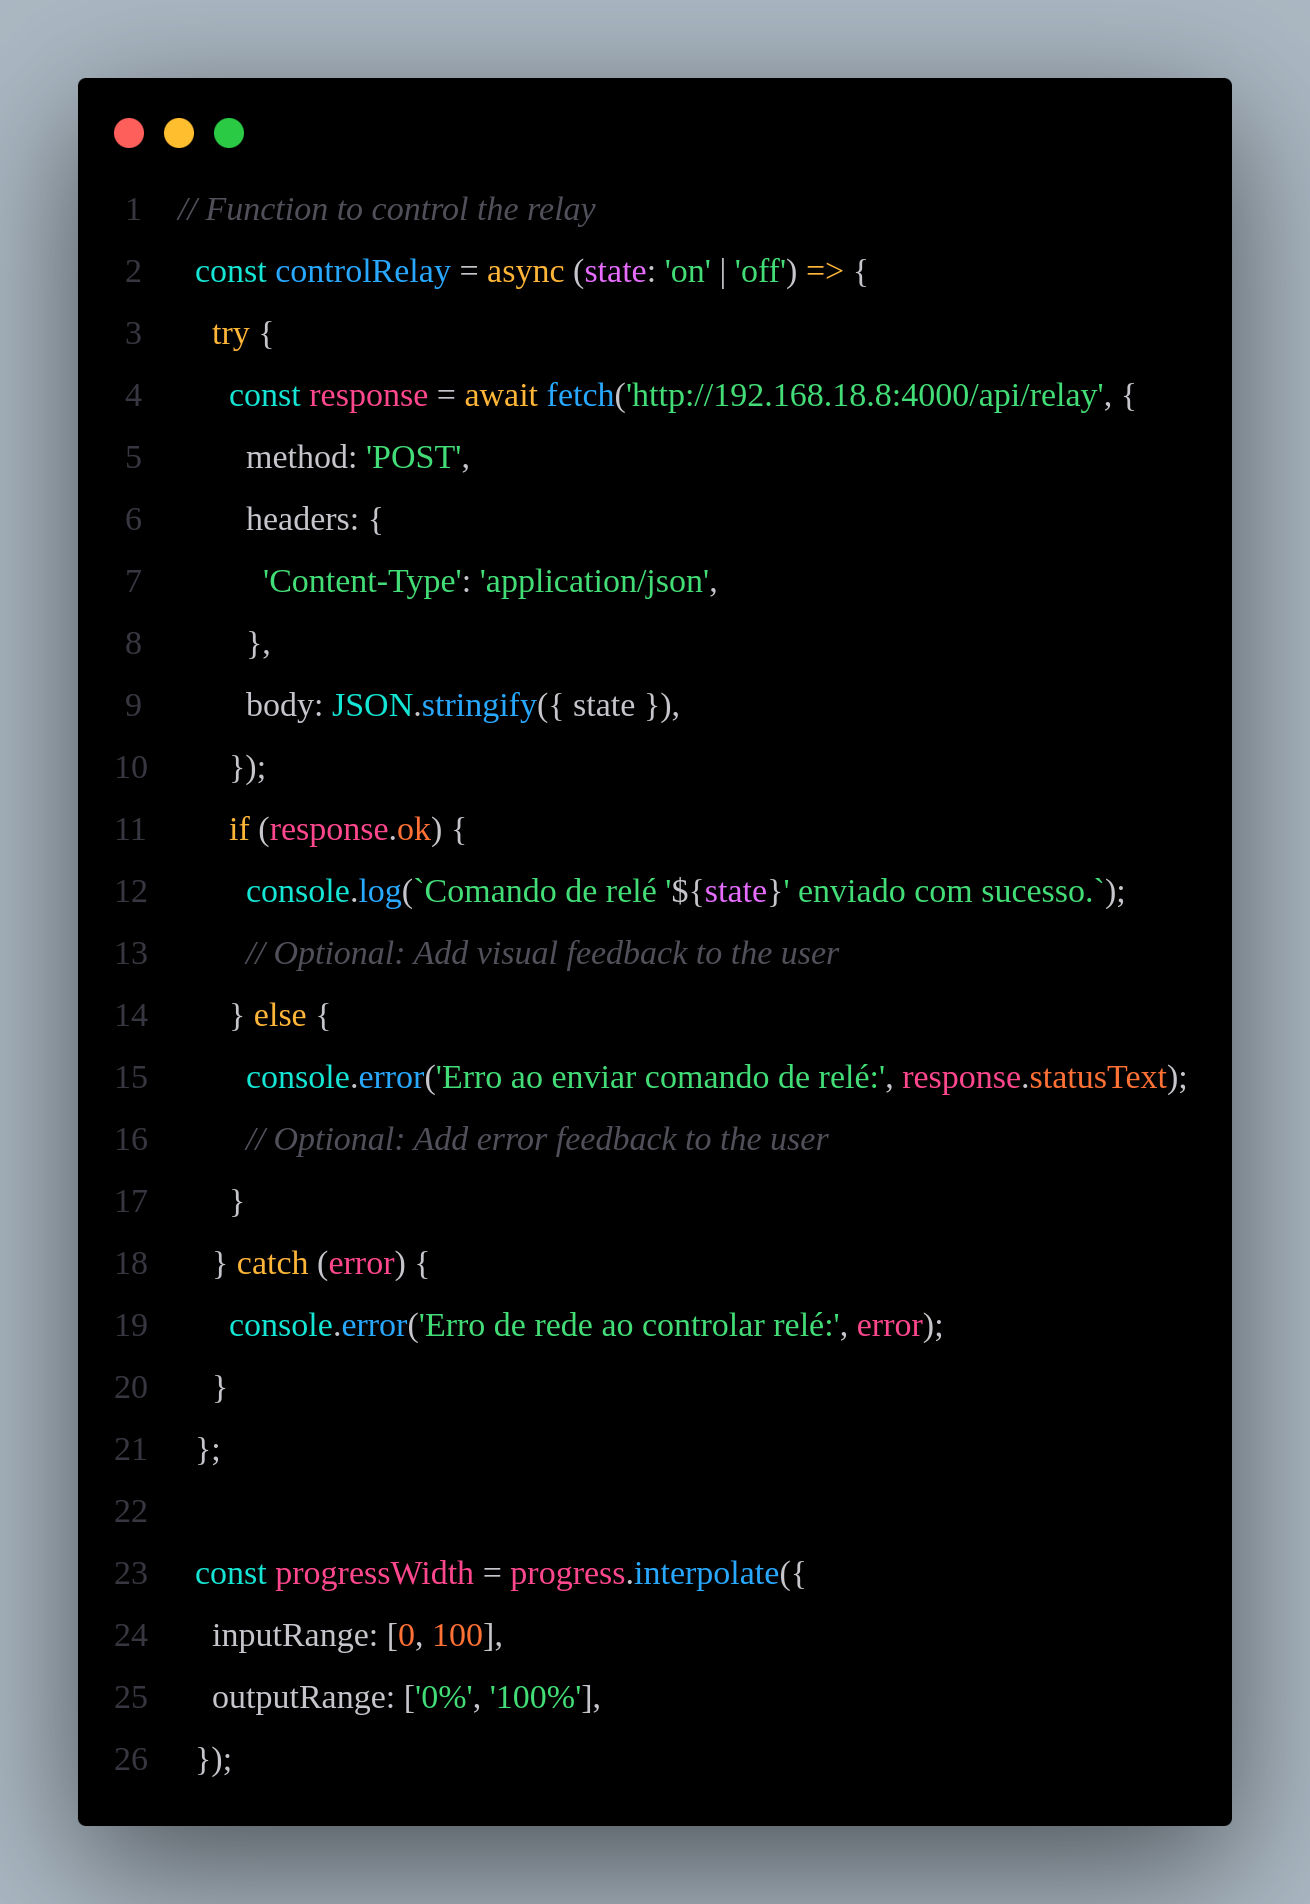 1 // Function to control the relay
2 const controlRelay = async (state: 'on' | 'off') => {
3 try {
4 const response = await fetch('http://192.168.18.8:4000/api/relay', {
5 method: 'POST',
6 headers: {
7 'Content-Type': 'application/json',
8 },
9 body: JSON.stringify({ state }),
10 });
11 if (response.ok) {
12 console.log(`Comando de relé '${state}' enviado com sucesso.`);
13 // Optional: Add visual feedback to the user
14 } else {
15 console.error('Erro ao enviar comando de relé:', response.statusText);
16 // Optional: Add error feedback to the user
17 }
18 } catch (error) {
19 console.error('Erro de rede ao controlar relé:', error);
20 }
21 };
22
23 const progressWidth = progress.interpolate({
24 inputRange: [0, 100],
25 outputRange: ['0%', '100%'],
26 });